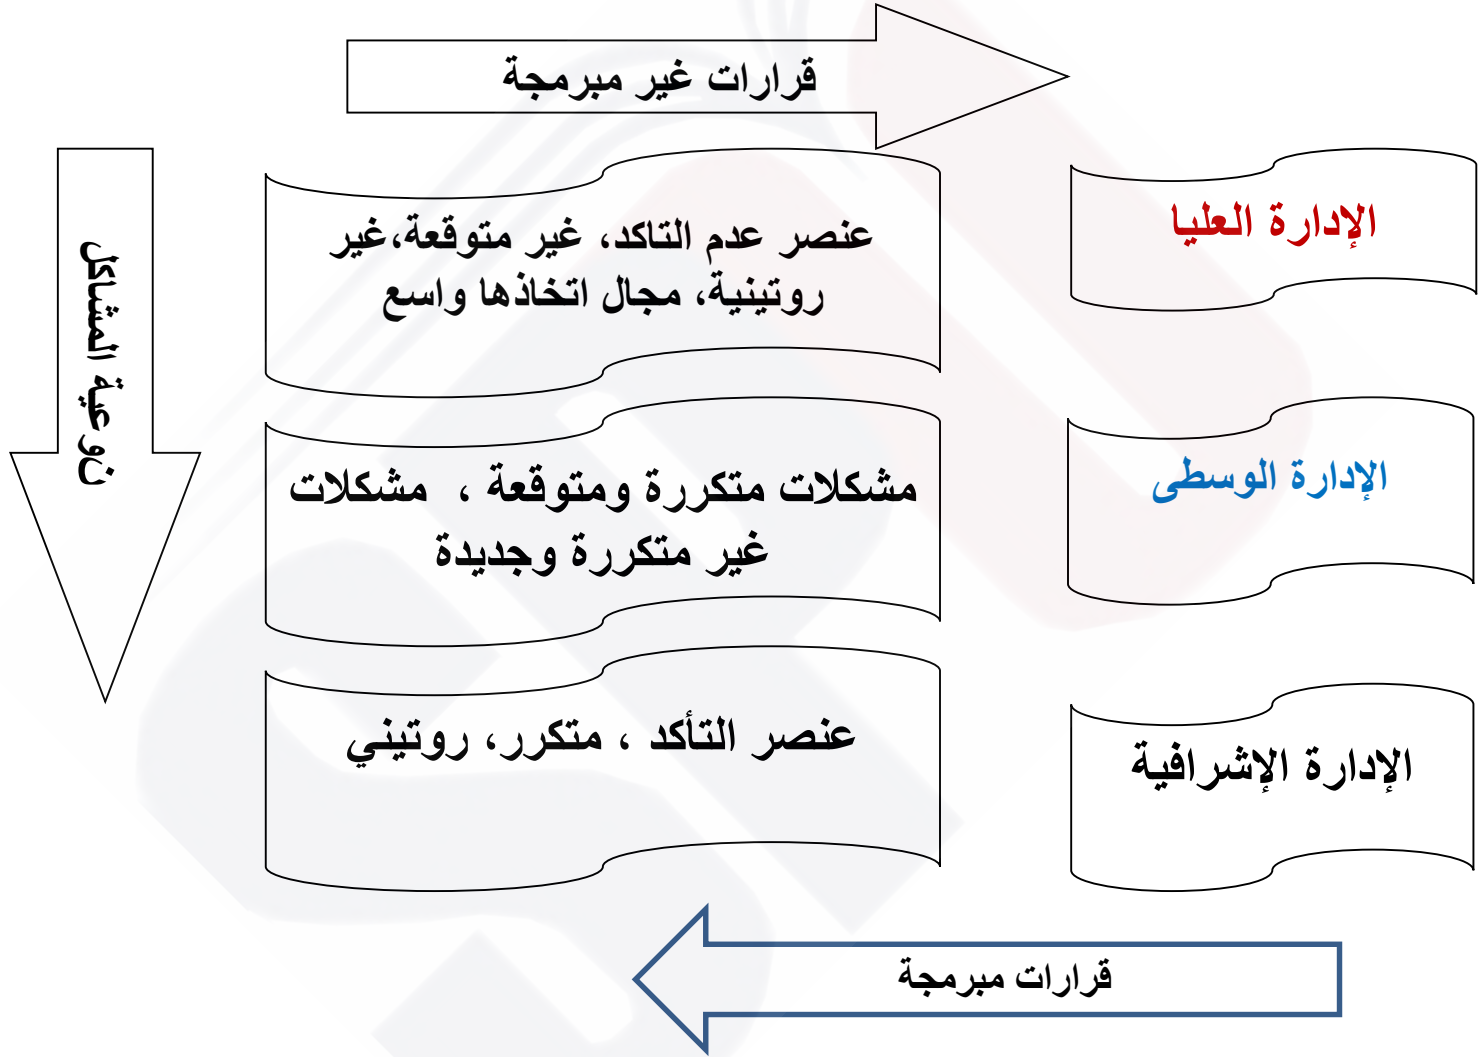 قرارات غير مبرمجة
الإدارة العليا
عنصر عدم التاكد، غير متوقعة،غير
روتينية، مجال اتخاذها واسع
نوعية المشاكل
الإدارة الوسطى
مشكلات متكررة ومتوقعة ، مشكلات
غير متكررة وجديدة
الإدارة الإشرافية
عنصر التأكد ، متكرر، روتيني
قرارات مبرمجة